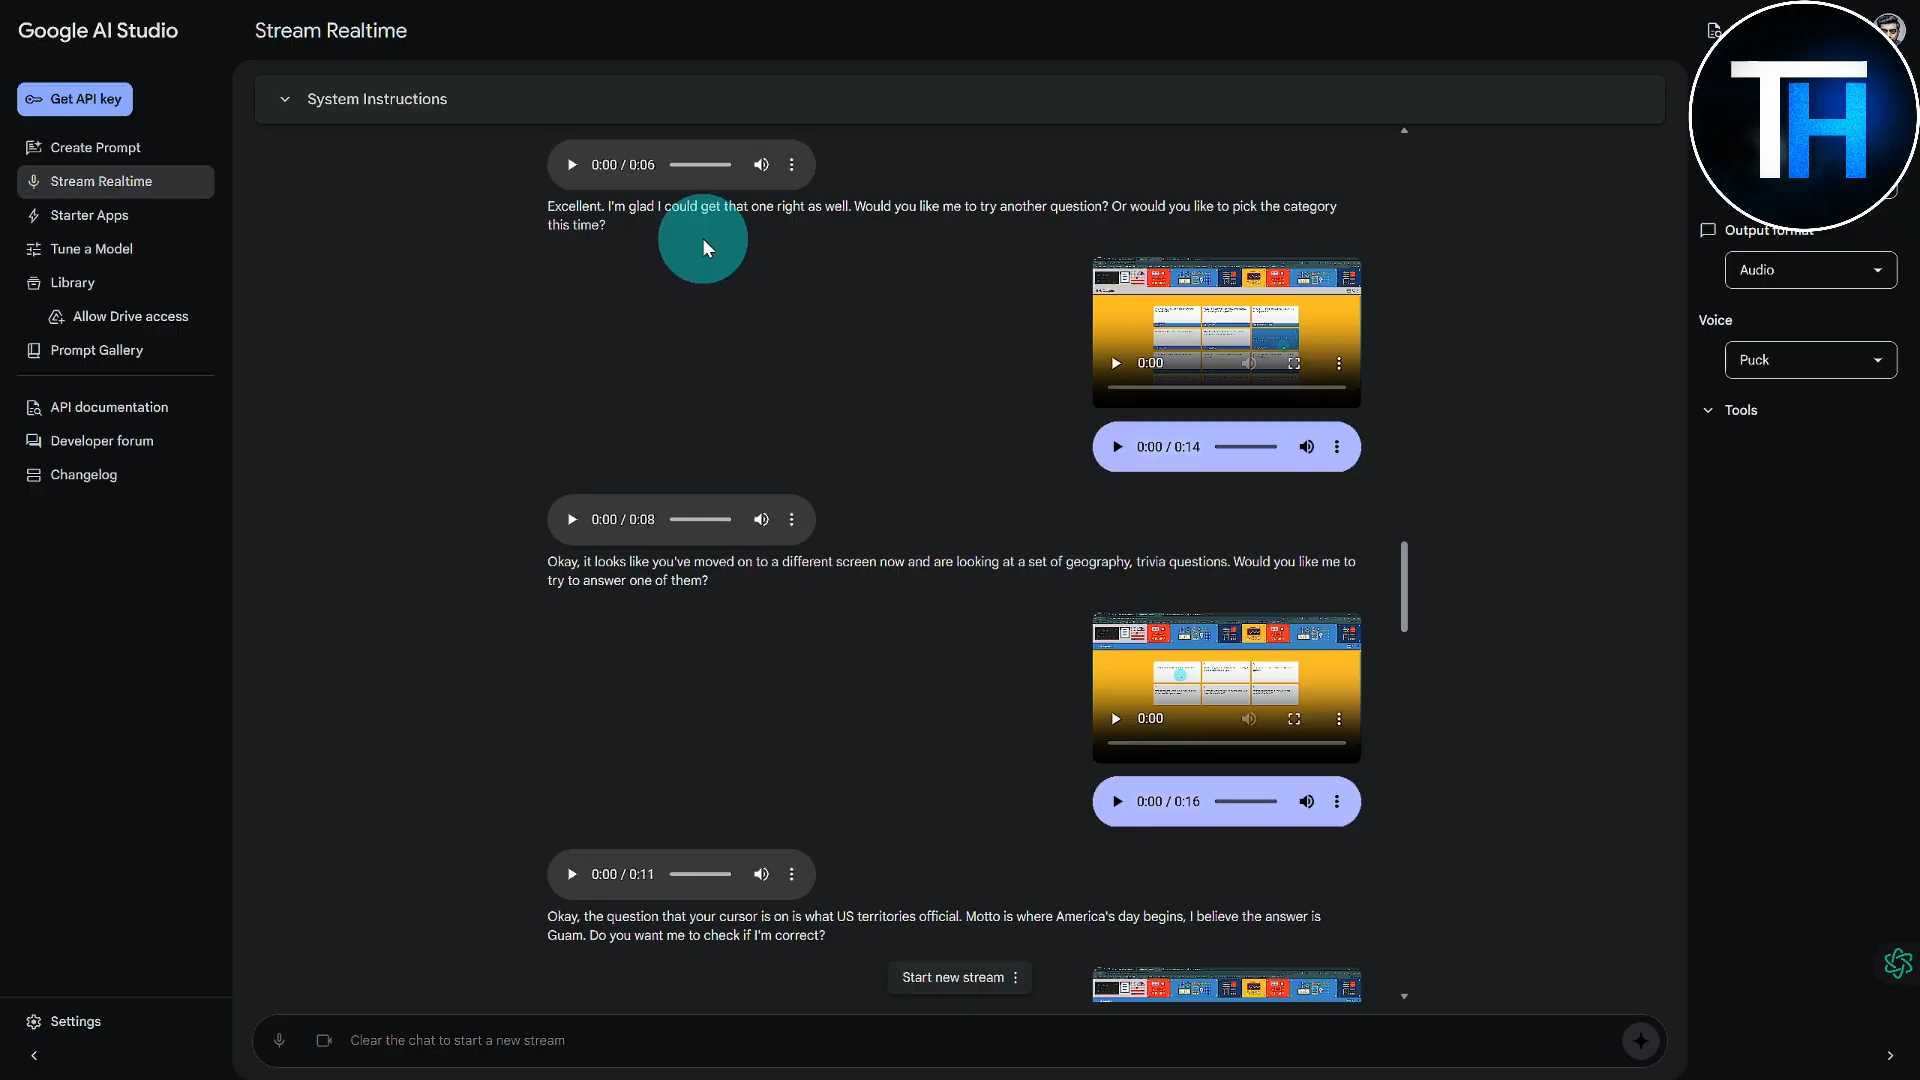 Google AI Studio
Stream Realtime
Get API key
System Instructions
Create Prompt
Stream Realtime
Starter Apps
Tune a Model
Library
Allow Drive access
Prompt Gallery
API documentation
Developer forum
Changelog
0:00 / 0:06
Excellent. I'm glad I could get that one right as well. Would you like me to try another question? Or would you like to pick the category
this time?
0:00
0:00 / 0:14
0:00 / 0:08
Okay, it looks like you've moved on to a different screen now and are looking at a set of geography, trivia questions. Would you like me to
try to answer one of them?
0:00
0:00 / 0:16
0:00 / 0:11
Okay, the question that your cursor is on is what US territories official. Motto is where America's day begins, I believe the answer is
Guam. Do you want me to check if I'm correct?
Start new stream
Clear the chat to start a new stream
Settings
TH
Output format
Audio
Voice
Puck
Tools